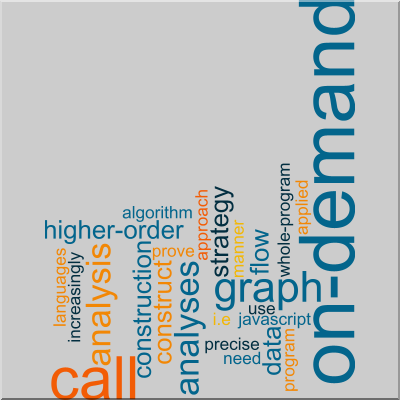 on-demand
whole-program
applied
algorithm
approach
strategy
higher-order
manner
flow
prove
languages
increasingly
analysis
construction
construct
analyses
graph
use
i.e
javascript
data
precise
need
program
call